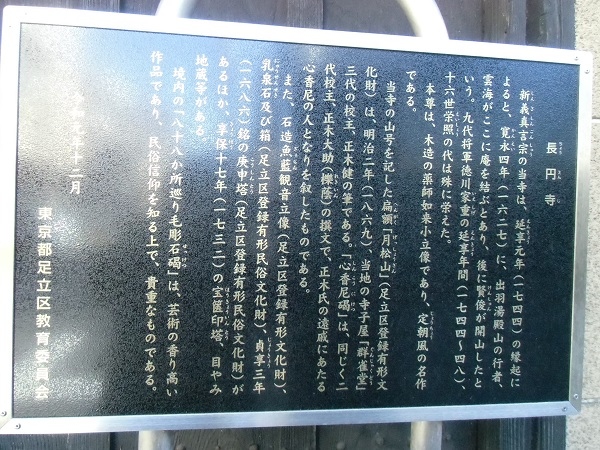 長円寺
新義真言宗の当寺は、延享元年(一七四四)の縁起に
よると、寛永四年(一六二七)に、出羽湯殿山の行者、
雲海がここに庵を結ぶとあり、後に賢俊が開山したと
いう。九代将軍徳川家重の延享年間(一七四四〜四八)、
十六世栄照の代は殊に栄えた。
本尊は、木造の薬師如来小立像であり、定朝風の名作
である。
当寺の山号を記した扁額「月松山」(足立区登録有形文
化財)は、明治二年(一八六九)当地の寺子屋「群雀堂」
三代の校主、正木健の筆である。「心香尼碣」は、同じく二
代校主、正木大助(櫟蔭)の撰文で、正木氏の遠戚にあたる
心香尼の人となりを叙したものである。
また、石造魚籃観音立像(足立区登録有形文化財)、
乳泉石及び箱(足立区登録有形民俗文化財)、貞享三年
(一六八六)銘の庚申塔(足立区登録有形民俗文化財)が
あるほか、享保十七年(一七三二)の宝篋印塔、目やみ
地蔵等がある。
境内の「八十八か所巡り毛彫石碣」は、芸術の香り高い
作品であり、民俗信仰を知る上で、貴重なものである。
令和元年十二月
東京都足立区教育委員会